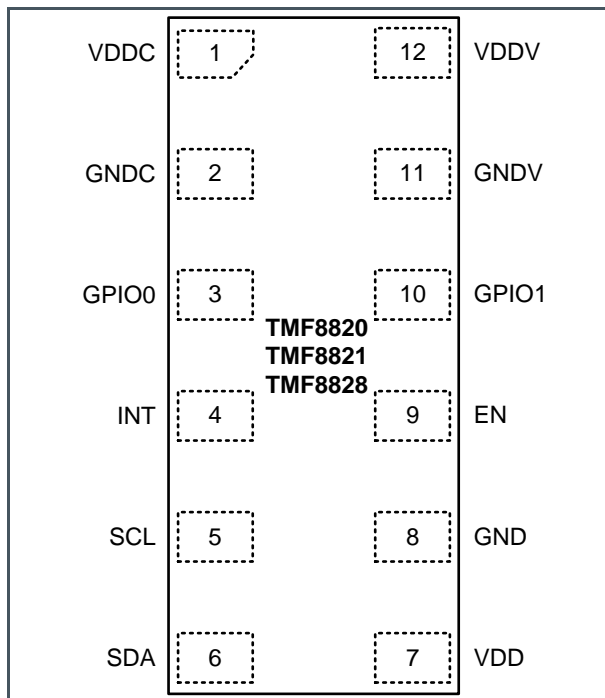 VDDC 1 12 VDDV
GNDC 2 11 GNDV
GPIO0 3 10 GPIO1
TMF8820
TMF8821
TMF8828
INT 4 9 EN
SCL 5 8 GND
SDA 6 7 VDD